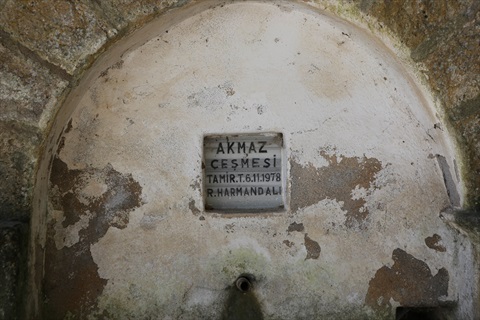 AKMAZ
ÇEŞMESİ
TAMİR.T.6.11.1978
R.HARMANDALI